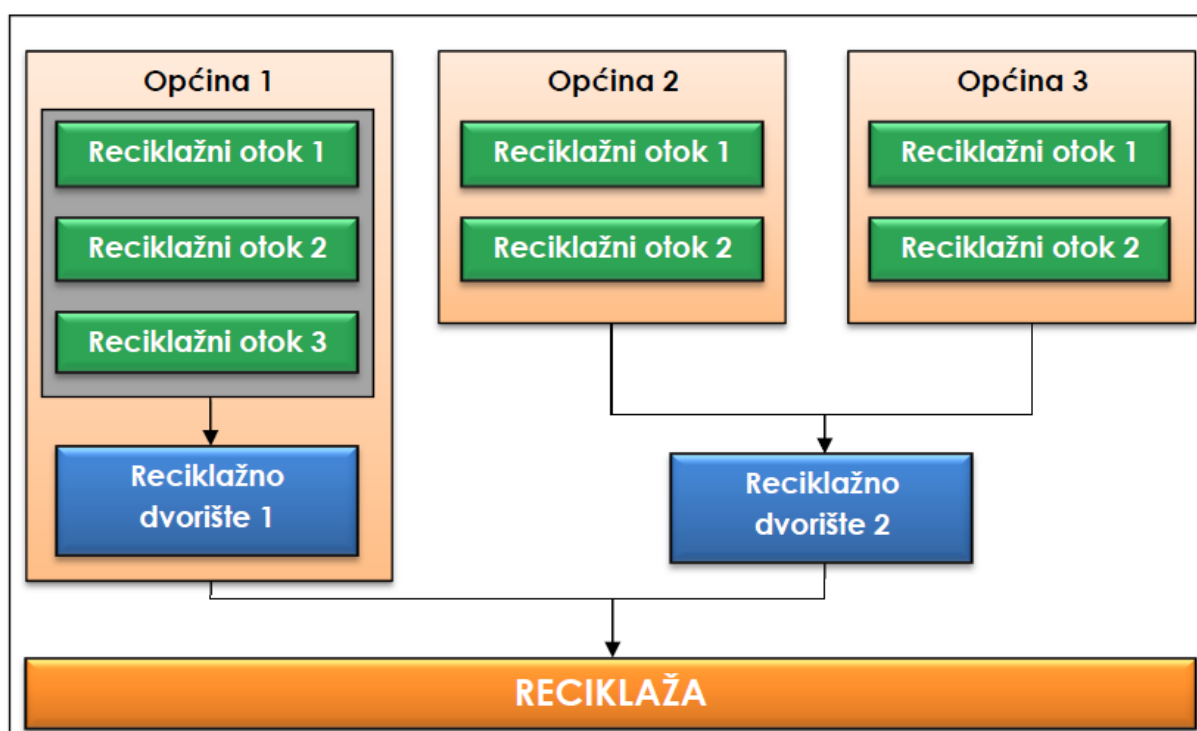 Općina 1
Reciklažni otok 1
Reciklažni otok 2
Reciklažni otok 3
Reciklažno
dvorište 1
Općina 2
Reciklažni otok 1
Reciklažni otok 2
Općina 3
Reciklažni otok 1
Reciklažni otok 2
Reciklažno
dvorište 2
RECIKLAŽA